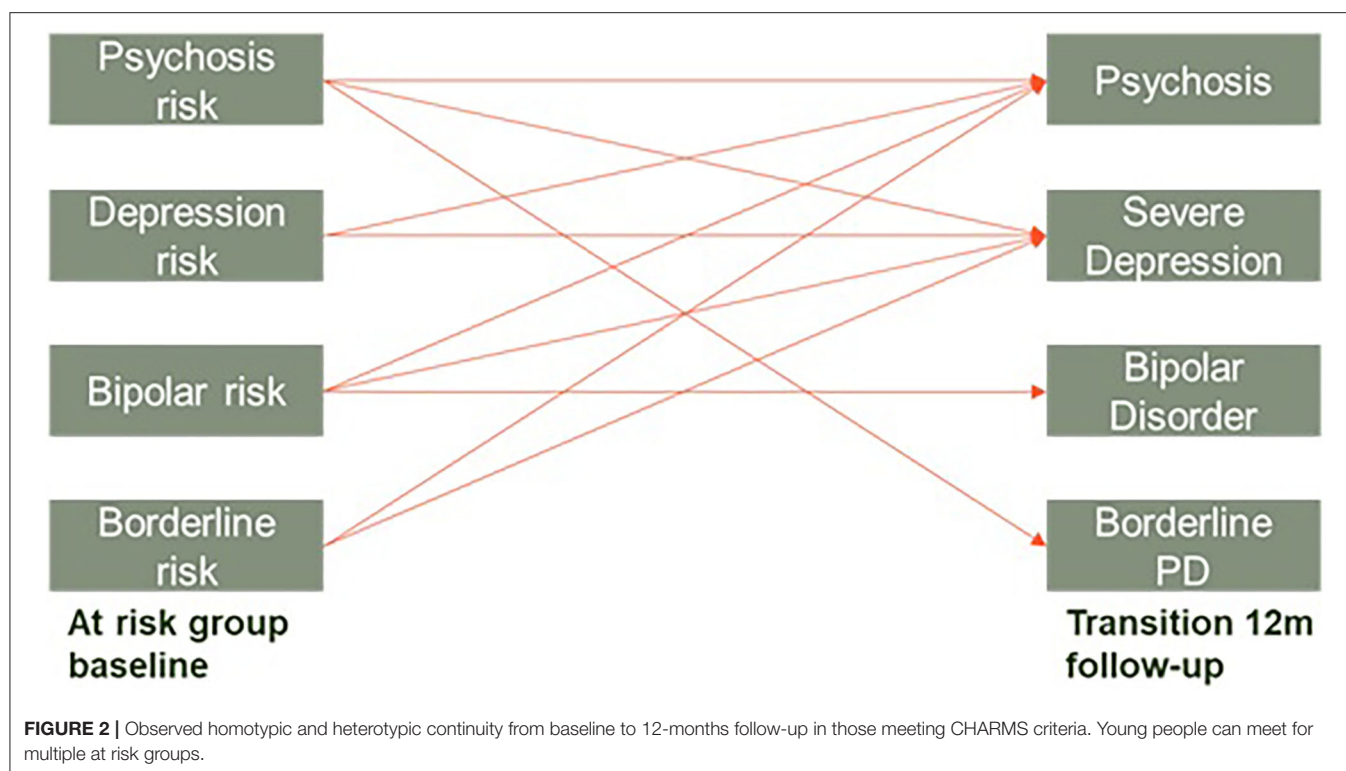 Psychosis
risk
Depression
risk
Bipolar risk
Borderline
risk
At risk group
baseline
Psychosis
Severe
Depression
Bipolar
Disorder
Borderline
PD
Transition 12m
follow-up
FIGURE 2 | Observed homotypic and heterotypic continuity from baseline to 12-months follow-up in those meeting CHARMS criteria. Young people can meet for
multiple at risk groups.